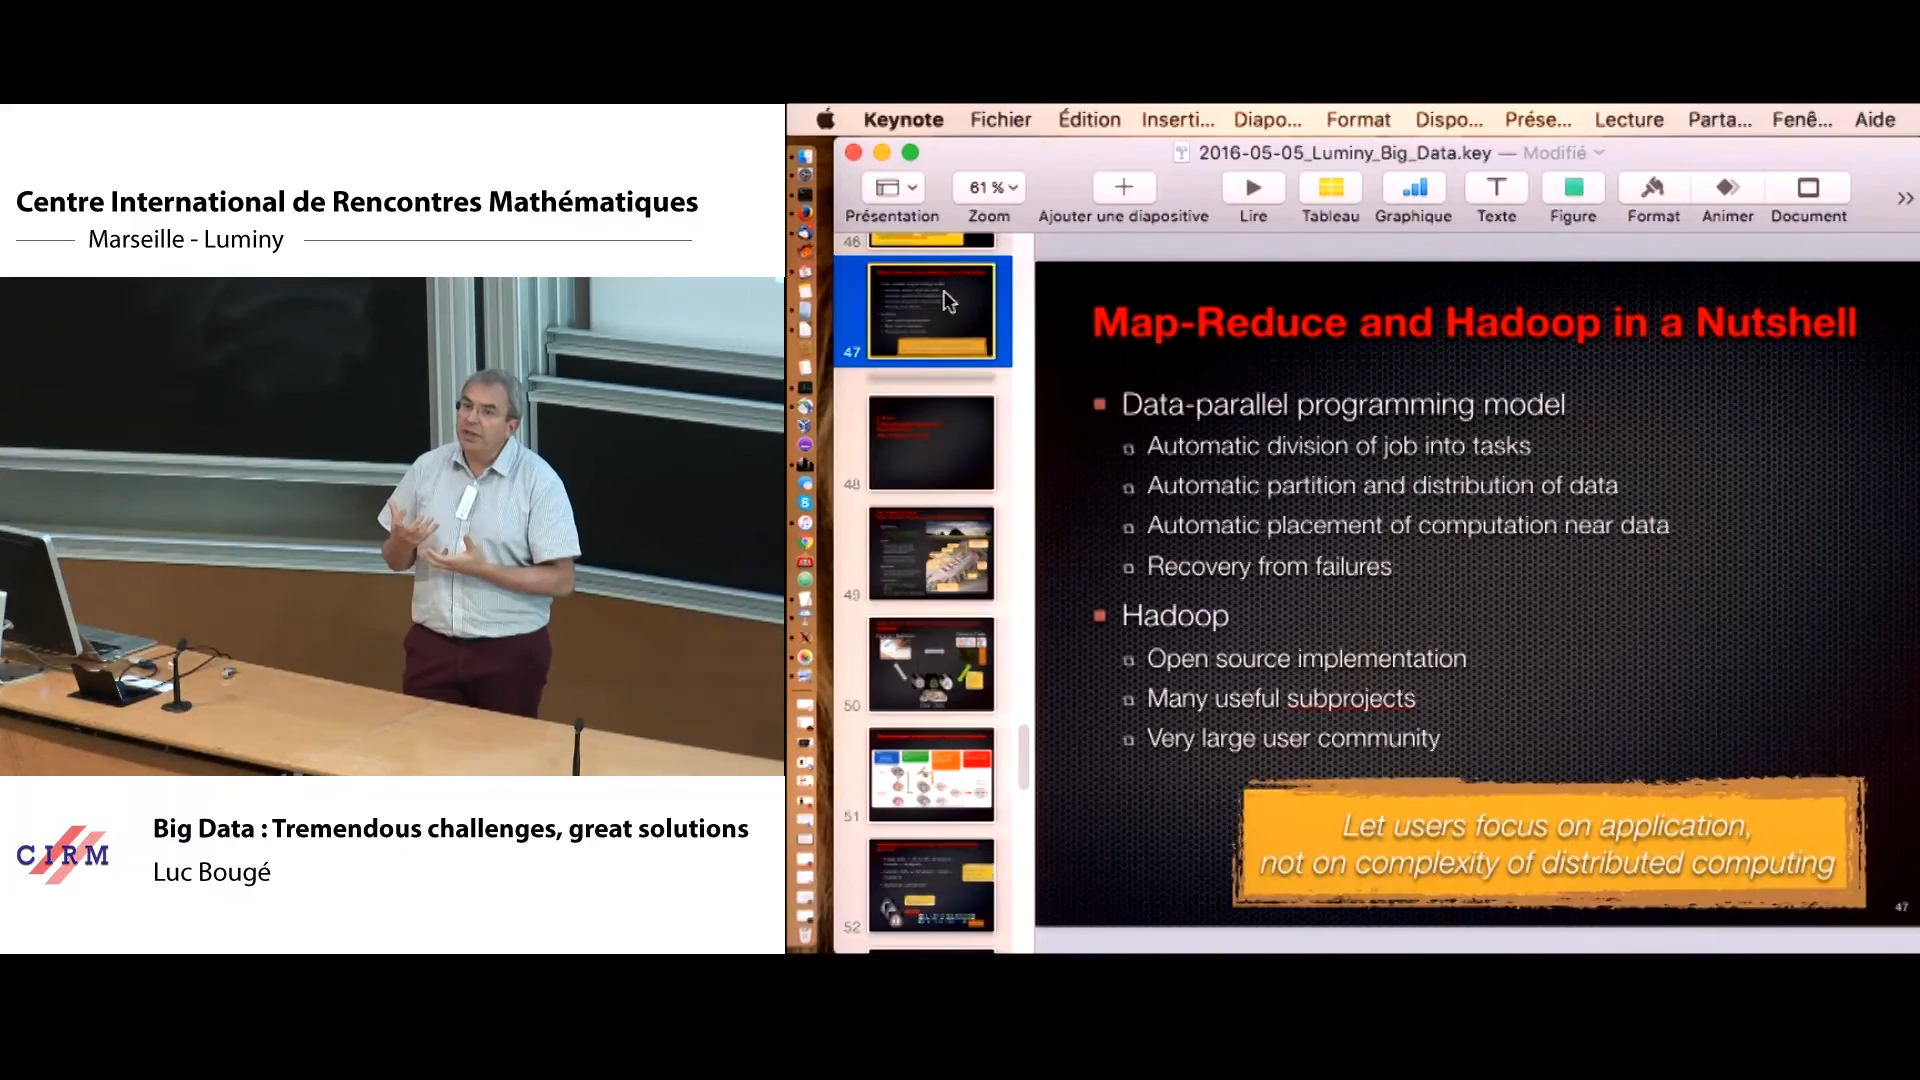 Centre International de Rencontres Mathématiques
Marseille - Luminy
CIRM
Big Data : Tremendous challenges, great solutions
Luc Bougé
Keynote Fichier Édition Inserti... Diapo... Format Dispo... Prése... Lecture Parta... Fenê... Aide
2016-05-05_Luminy_Big_Data.key — Modifié
61 %
Présentation Zoom Ajouter une diapositive Lire Tableau Graphique Texte Figure Format Animer Document
46
47
48
49
50
51
52
Map-Reduce and Hadoop in a Nutshell
Data-parallel programming model
Automatic division of job into tasks
Automatic partition and distribution of data
Automatic placement of computation near data
Recovery from failures
Hadoop
Open source implementation
Many useful subprojects
Very large user community
Let users focus on application,
not on complexity of distributed computing
47